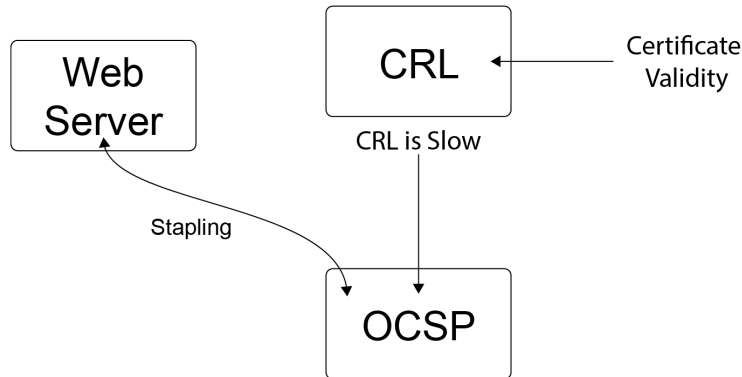 Web
Server
CRL
Certificate
Validity
CRL is Slow
Stapling
OCSP